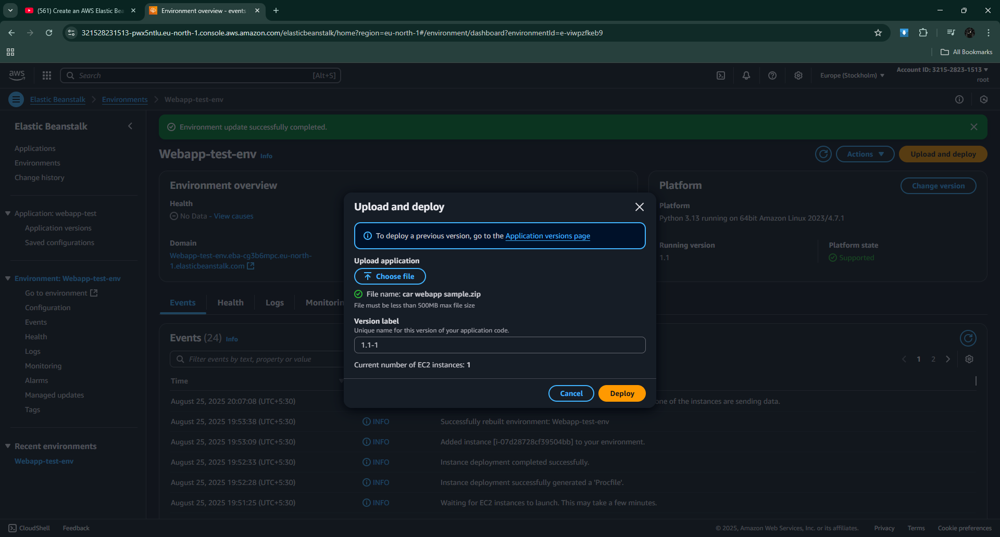 (561) Create an AWS Elastic Bea
Environment overview - events
321528231513-pwx5ntlu.eu-north-1.console.aws.amazon.com/elasticbeanstalk/home?region=eu-north-1#/environment/dashboard?environmentId=e-viwpzfkeb9
All Bookmarks
aws
Search
[Alt+S]
Europe (Stockholm)
Account ID: 3215-2823-1513
root
Elastic Beanstalk
Environments
Webapp-test-env
Elastic Beanstalk
Applications
Environments
Change history
Application: webapp-test
Application versions
Saved configurations
Environment: Webapp-test-env
Go to environment
Configuration
Events
Health
Logs
Monitoring
Alarms
Managed updates
Tags
Recent environments
Webapp-test-env
Environment update successfully completed.
Webapp-test-env Info
Actions
Upload and deploy
Environment overview
Health
No Data - View causes
Domain
Webapp-test-env.eba-cg3b6mpc.eu-north-
1.elasticbeanstalk.com
Platform
Change version
Platform
Python 3.13 running on 64bit Amazon Linux 2023/4.7.1
Running version
1.1
Platform state
Supported
Upload and deploy
To deploy a previous version, go to the Application versions page
Upload application
Choose file
File name: car webapp sample.zip
File must be less than 500MB max file size
Version label
Unique name for this version of your application code.
1.1-1
Current number of EC2 instances: 1
Cancel
Deploy
Events
Health
Logs
Monitorin
Events (24) Info
Filter events by text, property or value
1
2
Time
August 25, 2025 20:07:08 (UTC+5:30)
one of the instances are sending data.
August 25, 2025 19:53:38 (UTC+5:30) INFO Successfully rebuilt environment: Webapp-test-env
August 25, 2025 19:53:09 (UTC+5:30) INFO Added instance [i-07d28728cf39504bb] to your environment.
August 25, 2025 19:52:33 (UTC+5:30) INFO Instance deployment completed successfully.
August 25, 2025 19:52:28 (UTC+5:30) INFO Instance deployment successfully generated a 'Procfile'.
August 25, 2025 19:51:25 (UTC+5:30) INFO Waiting for EC2 instances to launch. This may take a few minutes.
CloudShell
Feedback
© 2025, Amazon Web Services, Inc. or its affiliates.
Privacy
Terms
Cookie preferences